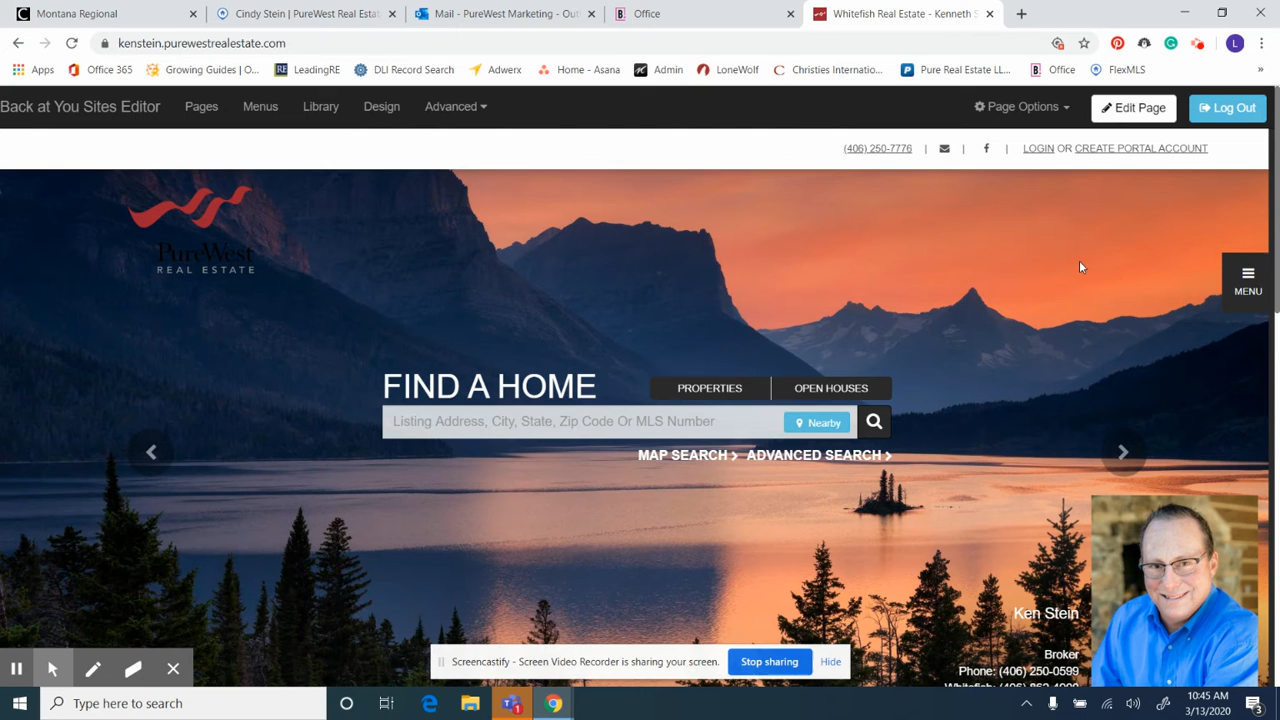 Montana Regional
Cindy Stein | PureWest Real Estat
Mail - PureWest Marketing - Out
Office
Whitefish Real Estate - Kenneth S
kenstein.purewestrealestate.com
Apps
Office 365
Growing Guides | O...
LeadingRE
DLI Record Search
Adwerx
Home - Asana
Admin
LoneWolf
Christies Internatio...
Pure Real Estate LL...
Office
FlexMLS
Back at You Sites Editor
Pages
Menus
Library
Design
Advanced
Page Options
Edit Page
Log Out
(406) 250-7776 | | f | LOGIN OR CREATE PORTAL ACCOUNT
PureWest
REAL ESTATE
MENU
FIND A HOME
PROPERTIES
OPEN HOUSES
Listing Address, City, State, Zip Code Or MLS Number
Nearby
MAP SEARCH
ADVANCED SEARCH
Ken Stein
Broker
Phone: (406) 250-0599
Screencastify - Screen Video Recorder is sharing your screen.
Stop sharing
Hide
Type here to search
10:45 AM
3/13/2020